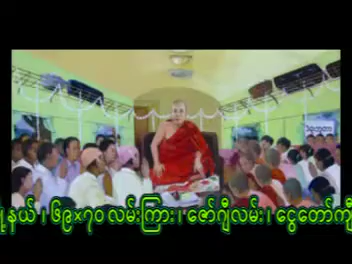 နယ် ၊ ၆၉×၇၀ လမ်းကြား ၊ ဇော်ဂျီလမ်း ၊ ငွေတော်ကြီ